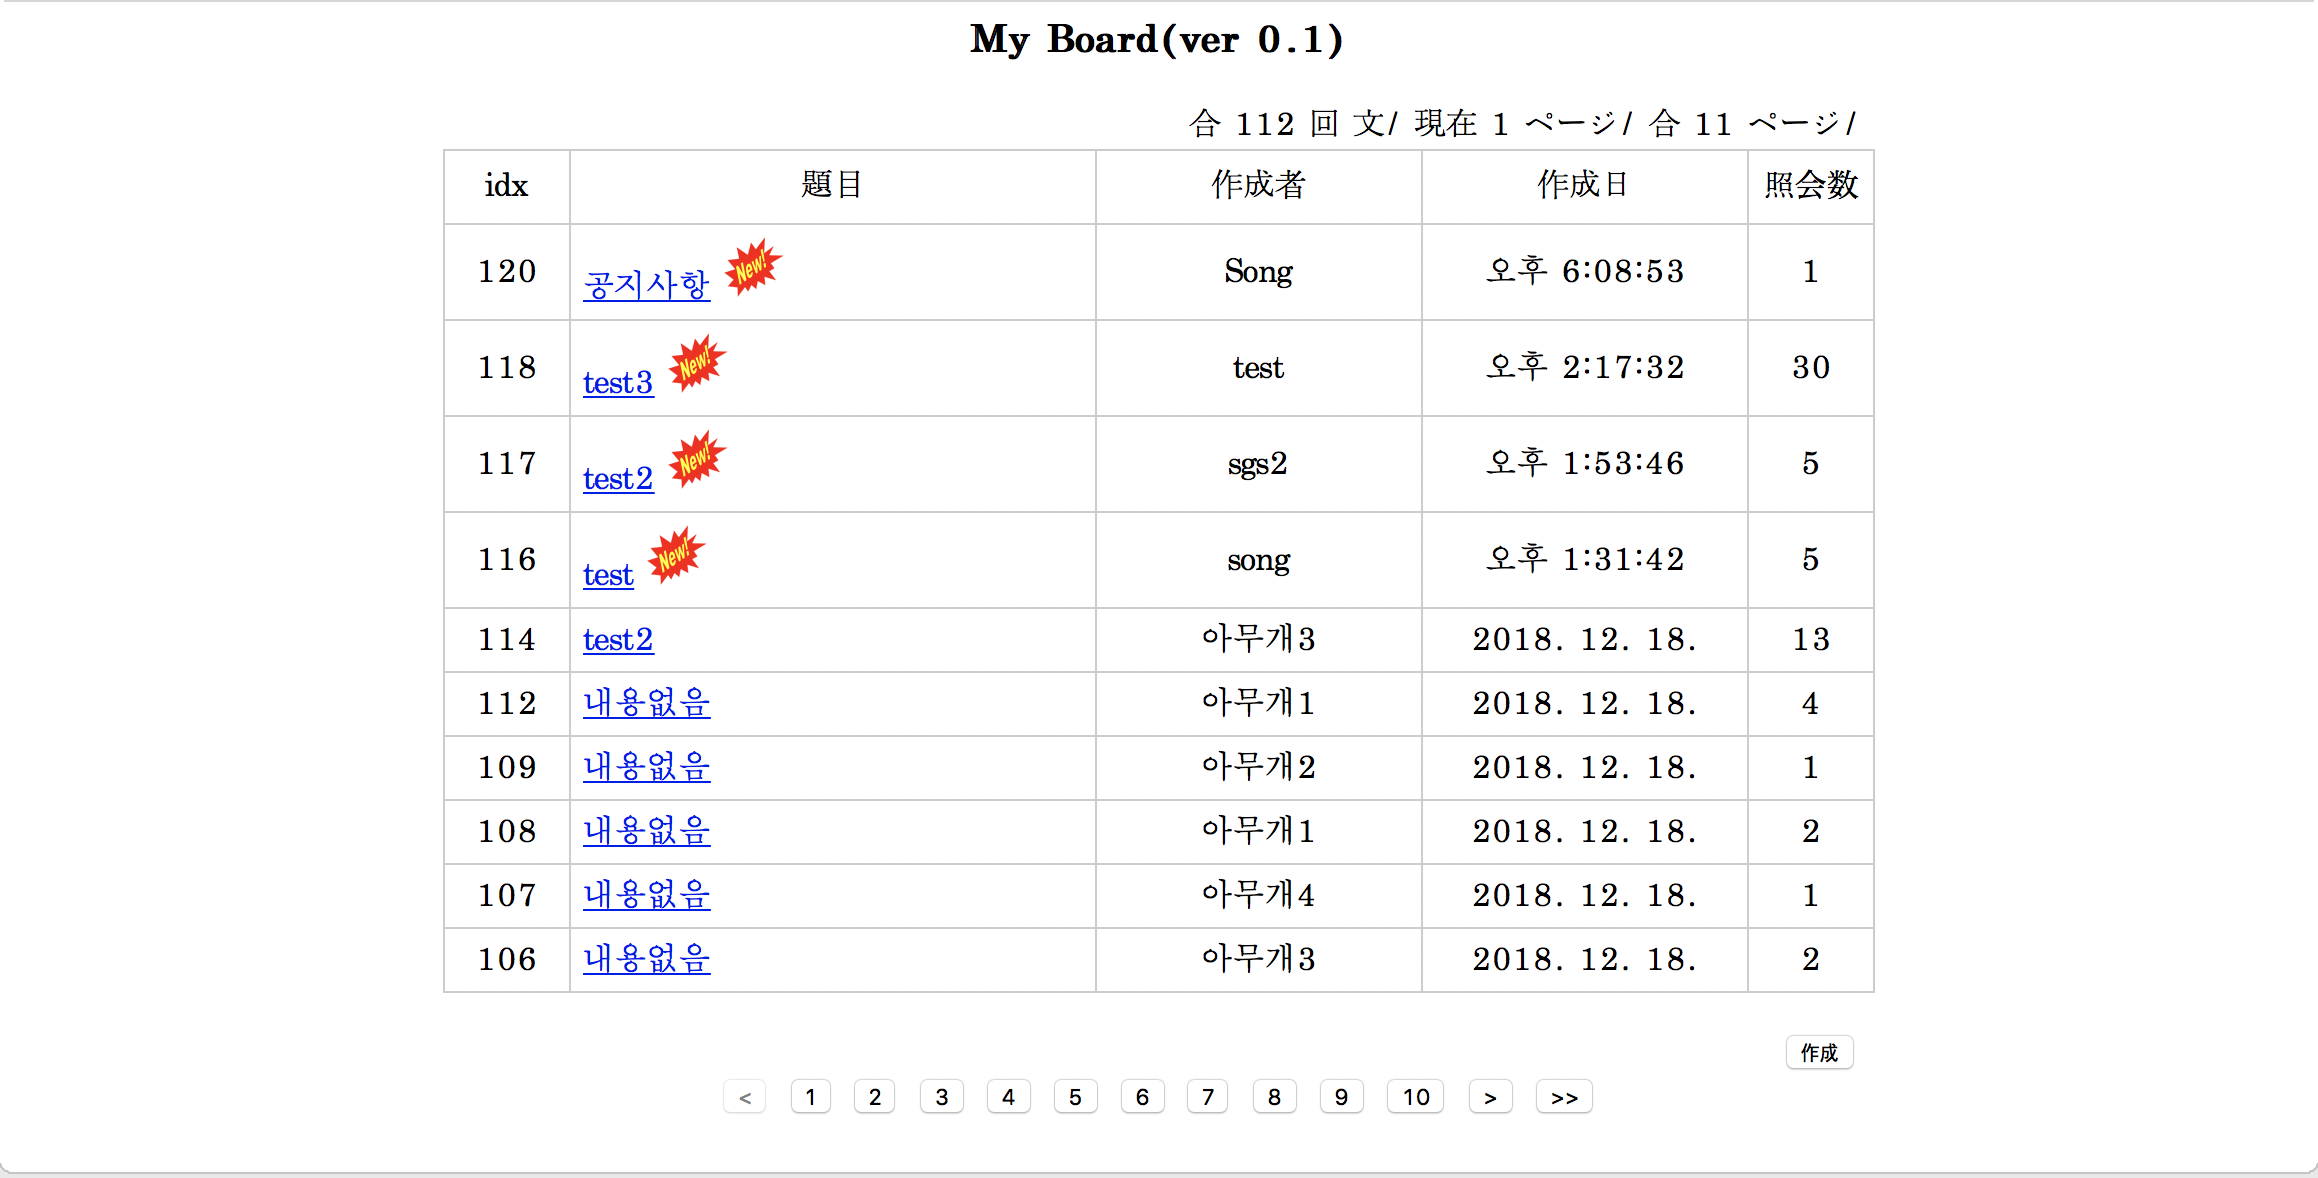 My Board(ver 0.1)
合 112 回 文/ 現在 1 ページ/ 合 11 ページ/
idx 題目 作成者 作成日 照会数
120 공지사항 New! Song 오후 6:08:53 1
118 test3 New! test 오후 2:17:32 30
117 test2 New! sgs2 오후 1:53:46 5
116 test New! song 오후 1:31:42 5
114 test2 아무개3 2018. 12. 18. 13
112 내용없음 아무개1 2018. 12. 18. 4
109 내용없음 아무개2 2018. 12. 18. 1
108 내용없음 아무개1 2018. 12. 18. 2
107 내용없음 아무개4 2018. 12. 18. 1
106 내용없음 아무개3 2018. 12. 18. 2
作成
< 1 2 3 4 5 6 7 8 9 10 > >>